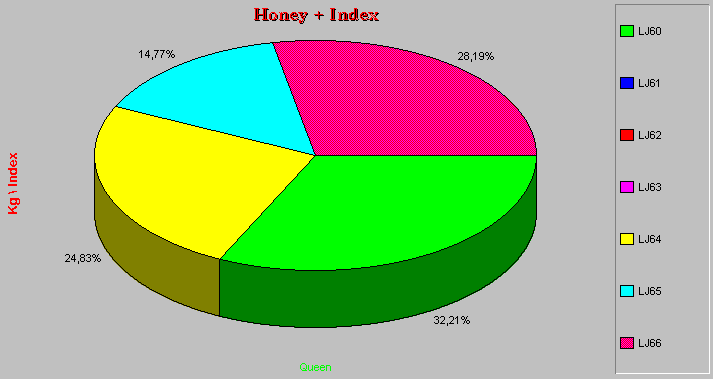 Honey + Index
14,77%
28,19%
Kg \ Index
24,83%
32,21%
Queen
LJ60
LJ61
LJ62
LJ63
LJ64
LJ65
LJ66